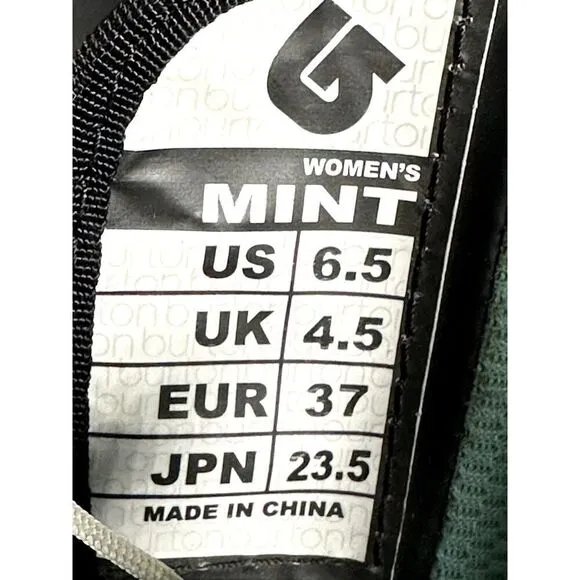 WOMEN'S
MINT
US 6.5
UK 4.5
EUR 37
JPN 23.5
MADE IN CHINA